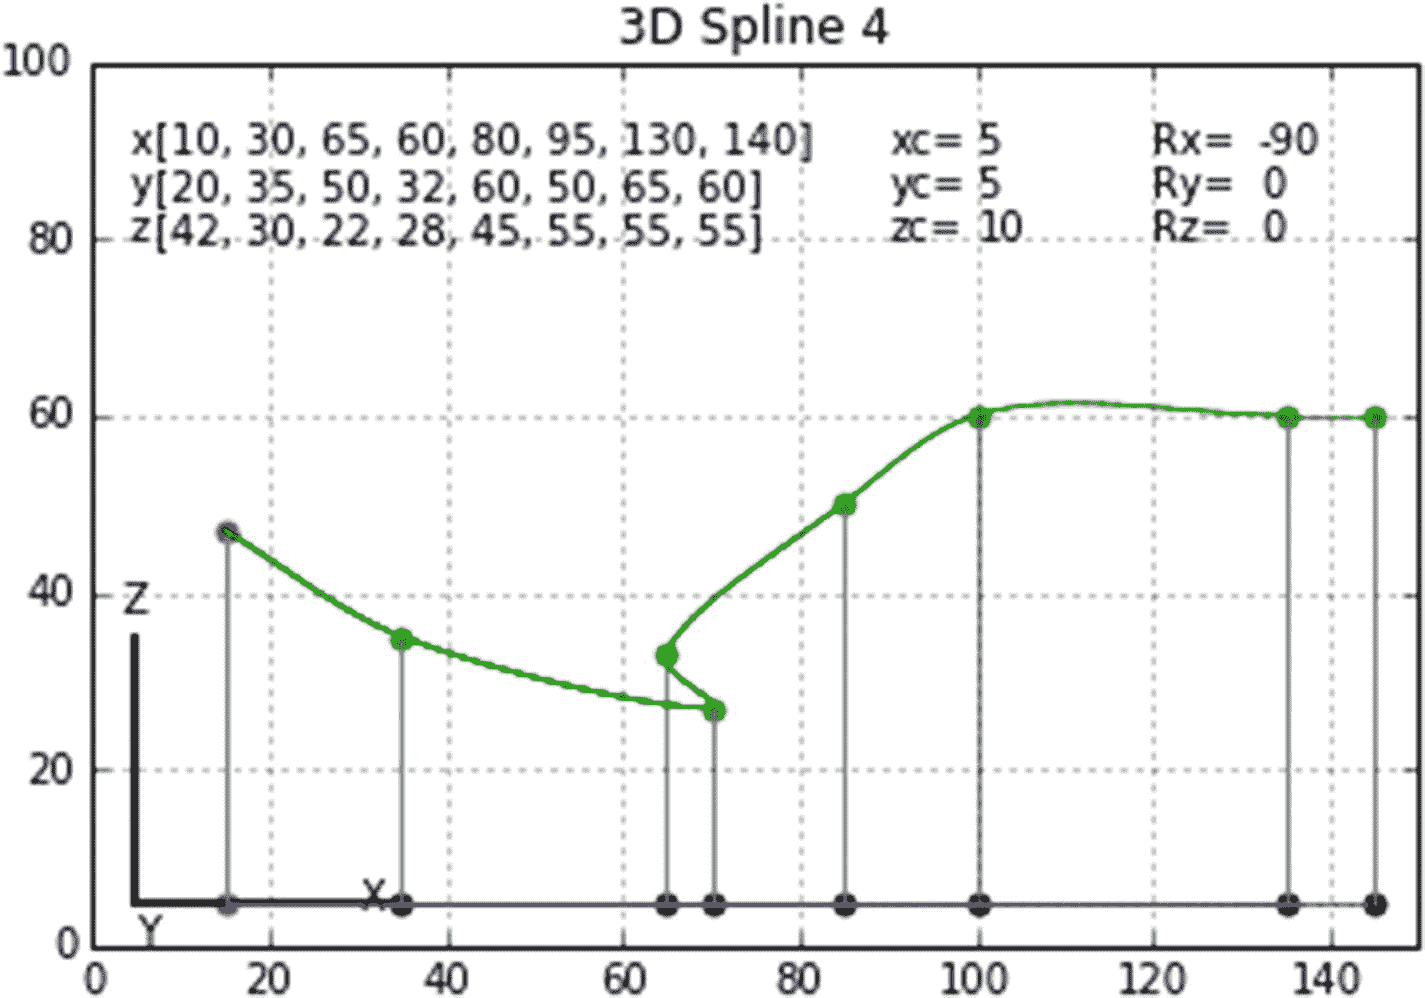 3D Spline 4
100
x[10, 30, 65, 60, 80, 95, 130, 140] xc= 5 Rx= -90
y[20, 35, 50, 32, 60, 50, 65, 60] yc= 5 Ry= 0
z[42, 30, 22, 28, 45, 55, 55, 55] zc= 10 Rz= 0
80
60
40
Z
20
X
Y
0
0 20 40 60 80 100 120 140